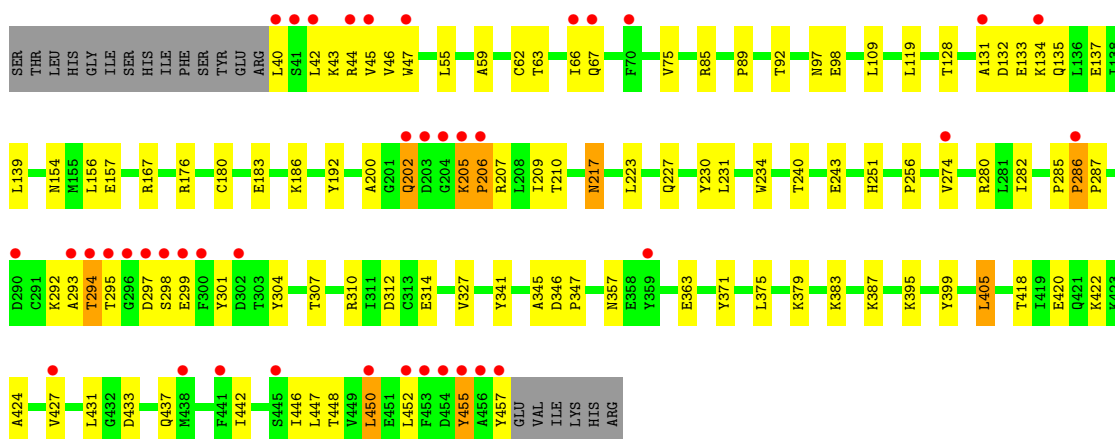 SER THR LEU HIS GLY ILE SER HIS ILE PHE SER TYR GLU ARG L40 S41 L42 K43 R44 V45 V46 W47 L55 A59 C62 T63 I66 Q67 F70 V75 R85 P89 T92 N97 E98 L109 L119 T128 A131 D132 E133 K134 Q135 L136 E137
L139 N154 M155 L156 E157 R167 R176 C180 E183 K186 Y192 A200 G201 Q202 D203 G204 K205 P206 R207 L208 I209 T210 N217 L223 Q227 Y230 L231 W234 T240 E243 H251 P256 V274 R280 L281 I282 P285 P286 P287
D290 C291 K292 A293 T294 T295 G296 D297 S298 E299 F300 Y301 D302 T303 Y304 T307 R310 I311 D312 C313 E314 V327 Y341 A345 D346 P347 N357 E358 Y359 E363 Y371 L375 K379 K383 K387 K395 Y399 L405 T418 I419 E420 Q421 K422
A424 V427 L431 G432 D433 Q437 M438 F441 I442 S445 I446 L447 T448 V449 L450 E451 L452 F453 D454 Y455 A456 Y457 GLU VAL ILE LYS HIS ARG